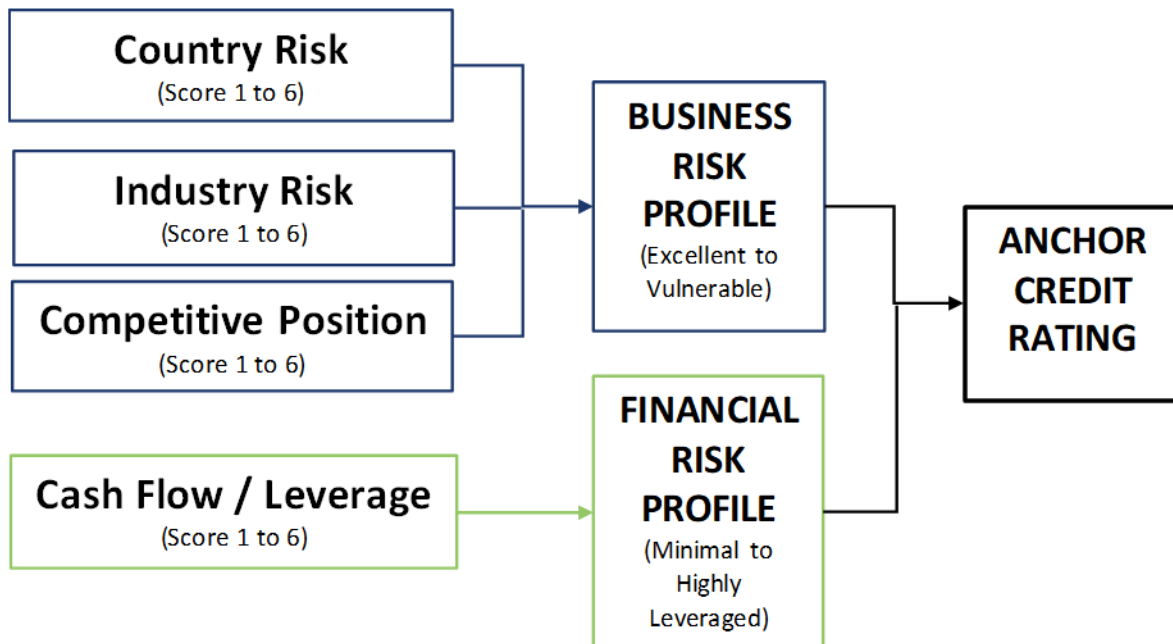 Country Risk
(Score 1 to 6)
Industry Risk
(Score 1 to 6)
Competitive Position
(Score 1 to 6)
Cash Flow / Leverage
(Score 1 to 6)
BUSINESS
RISK
PROFILE
(Excellent to
Vulnerable)
FINANCIAL
RISK
PROFILE
(Minimal to
Highly
Leveraged)
ANCHOR
CREDIT
RATING